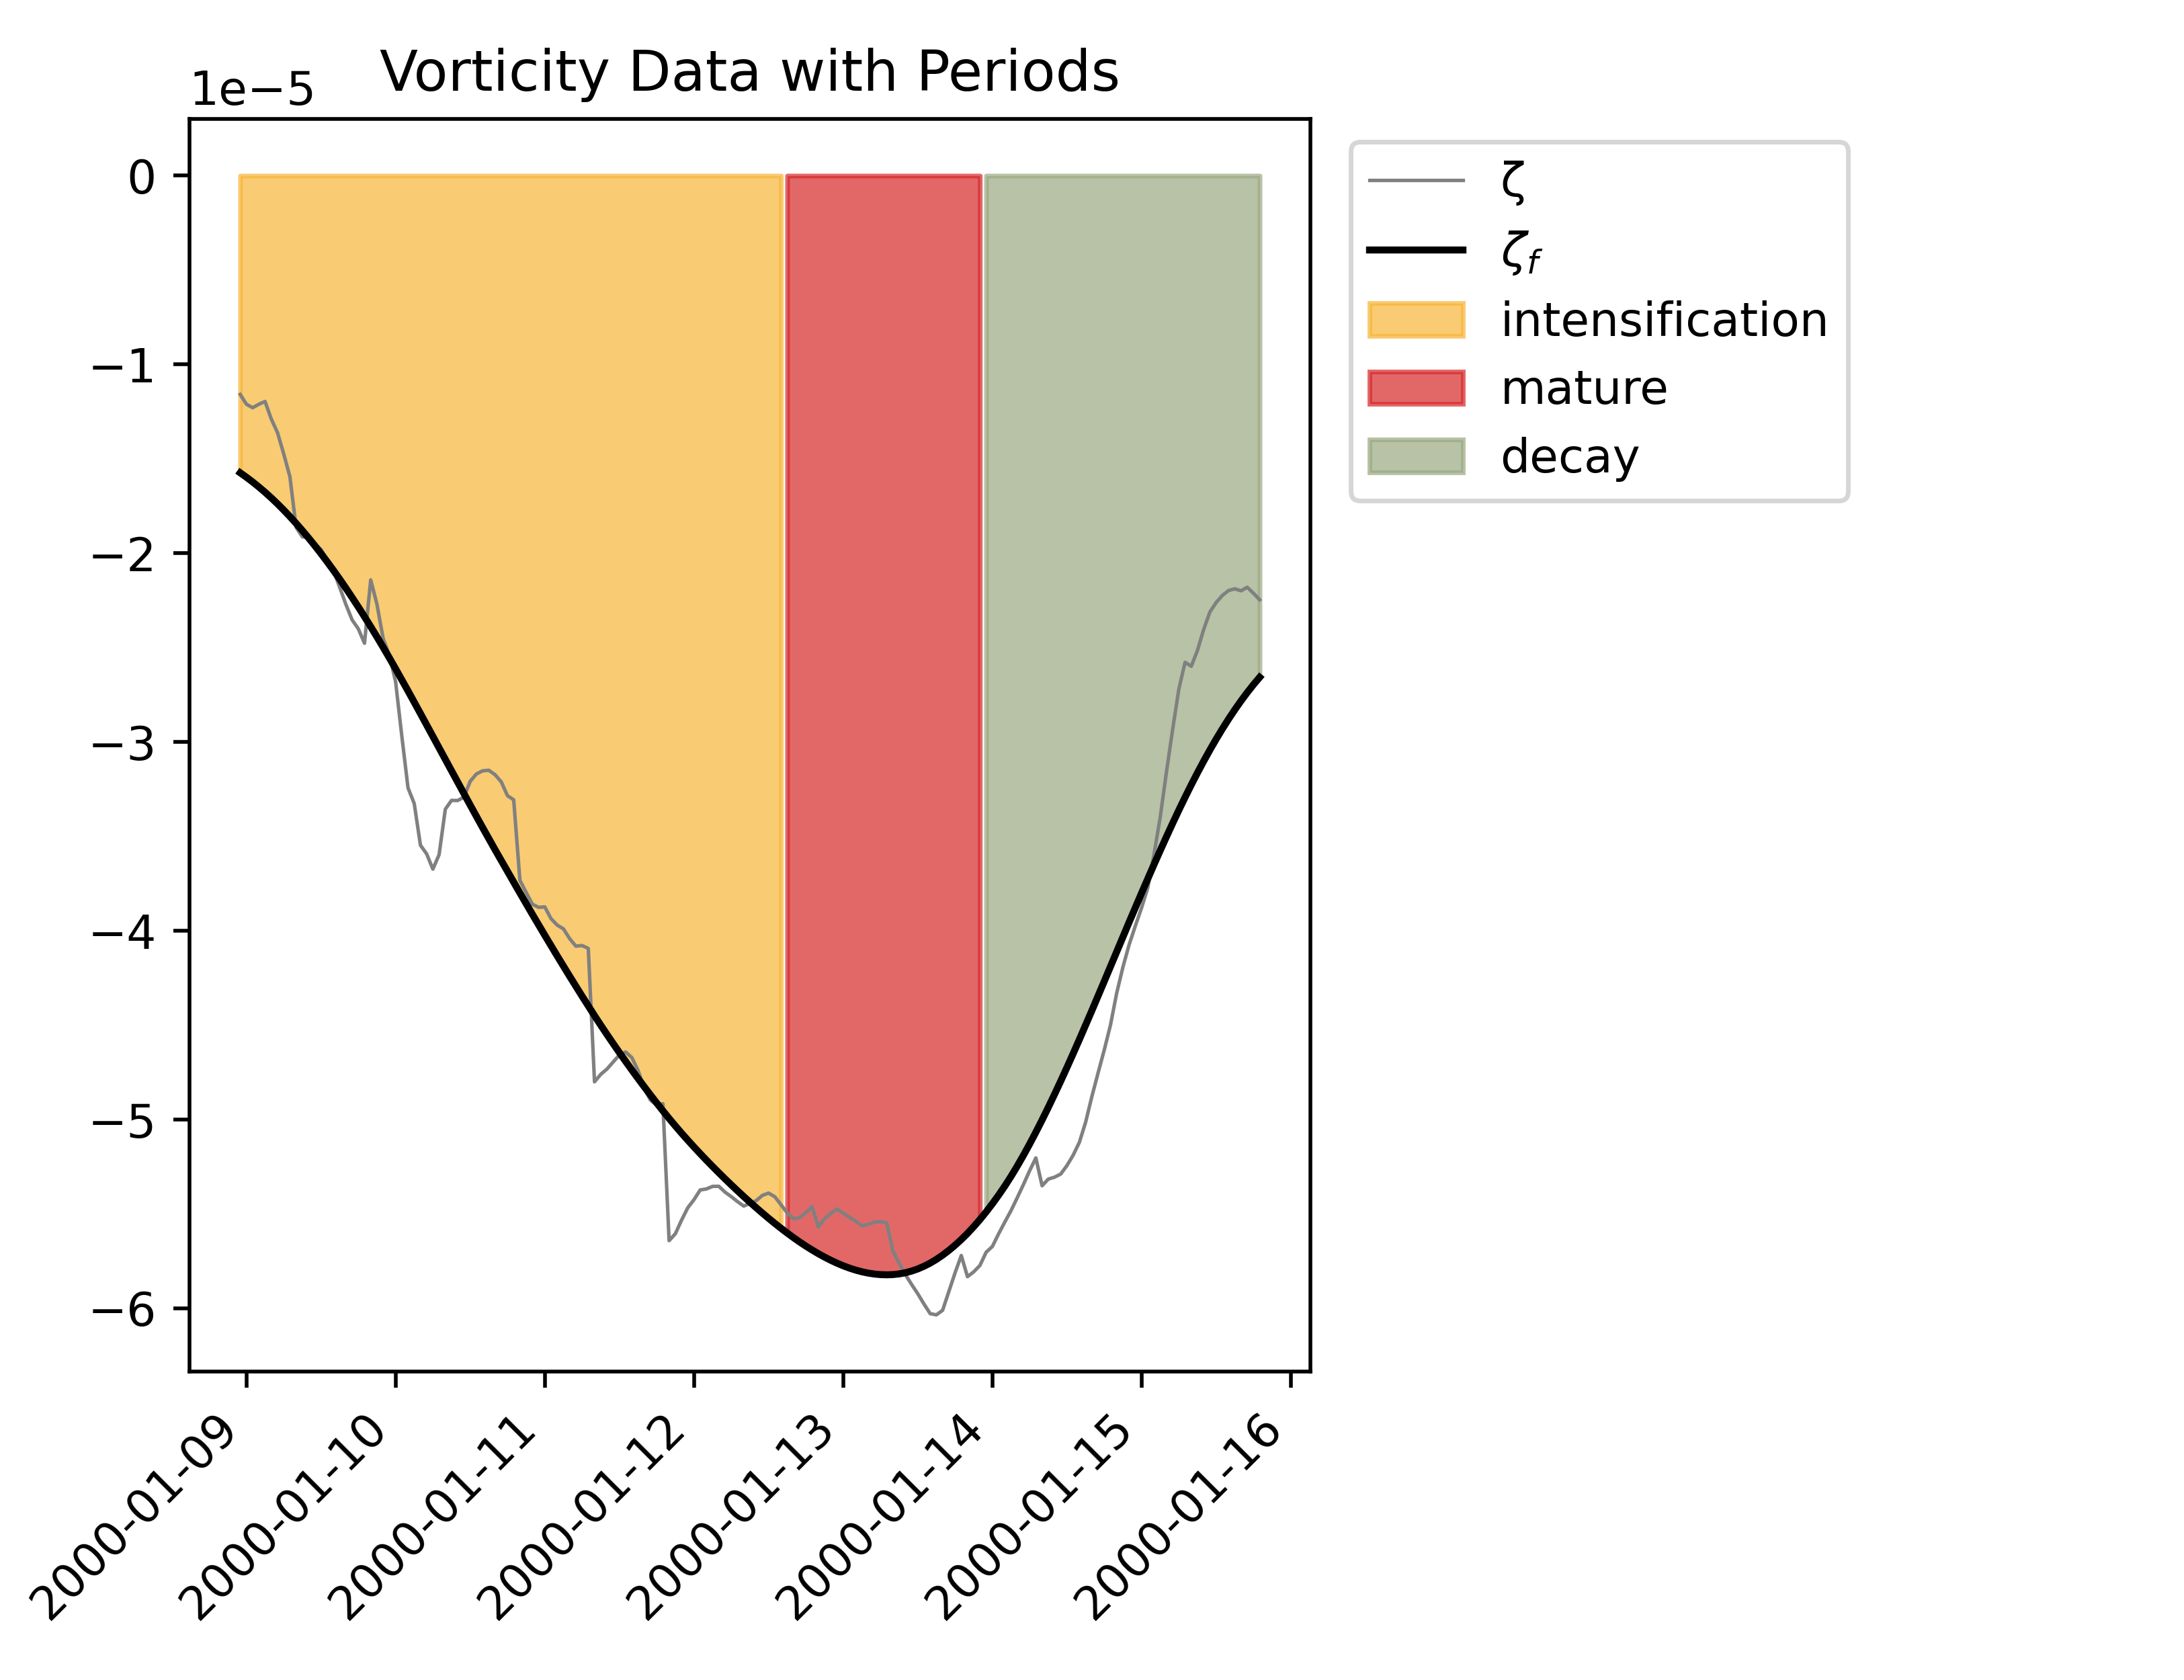 Vorticity Data with Periods
1e−5
0
−1
−2
−3
−4
−5
−6
2000-01-09
2000-01-10
2000-01-11
2000-01-12
2000-01-13
2000-01-14
2000-01-15
2000-01-16
ζ
ζf
intensification
mature
decay